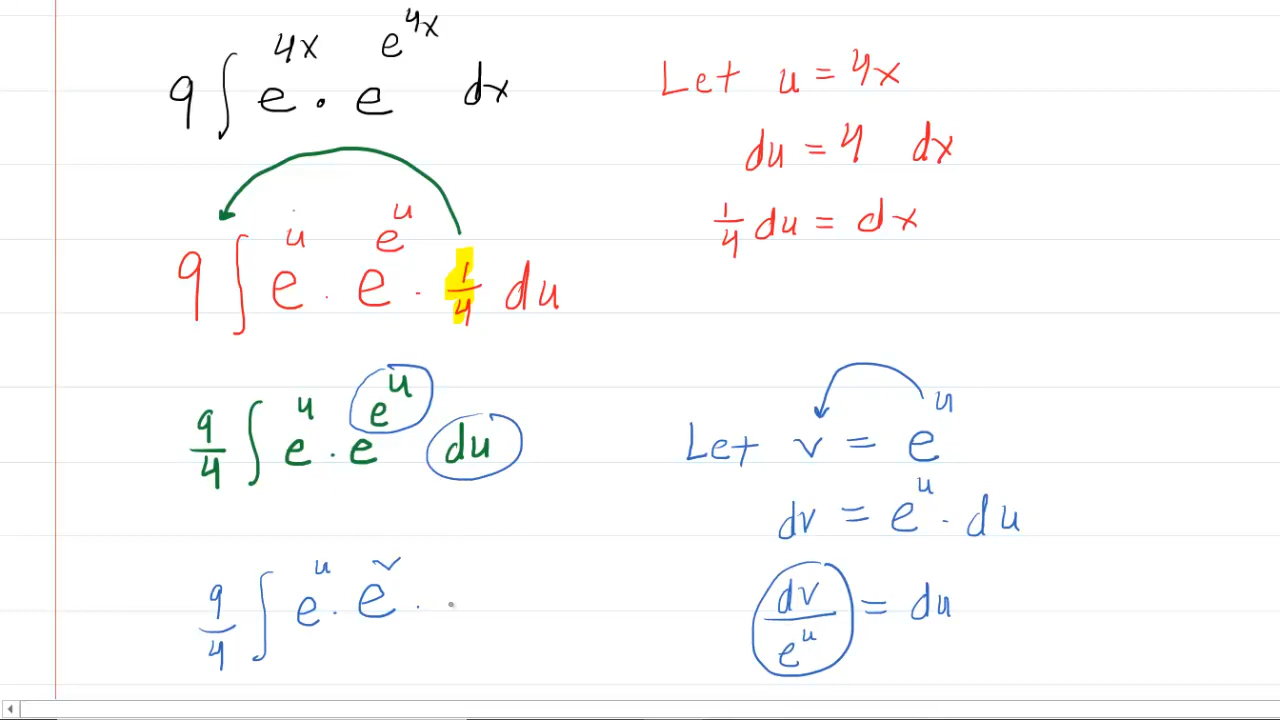 9∫ e^{4x} · e^{e^{4x}} dx
Let u = 4x
du = 4 dx
1/4 du = dx
9∫ e^u · e^{e^u} · 1/4 du
9/4 ∫ e^u · e^{e^u} du
Let v = e^u
dv = e^u · du
dv/e^u = du
9/4 ∫ e^u · e^v ·